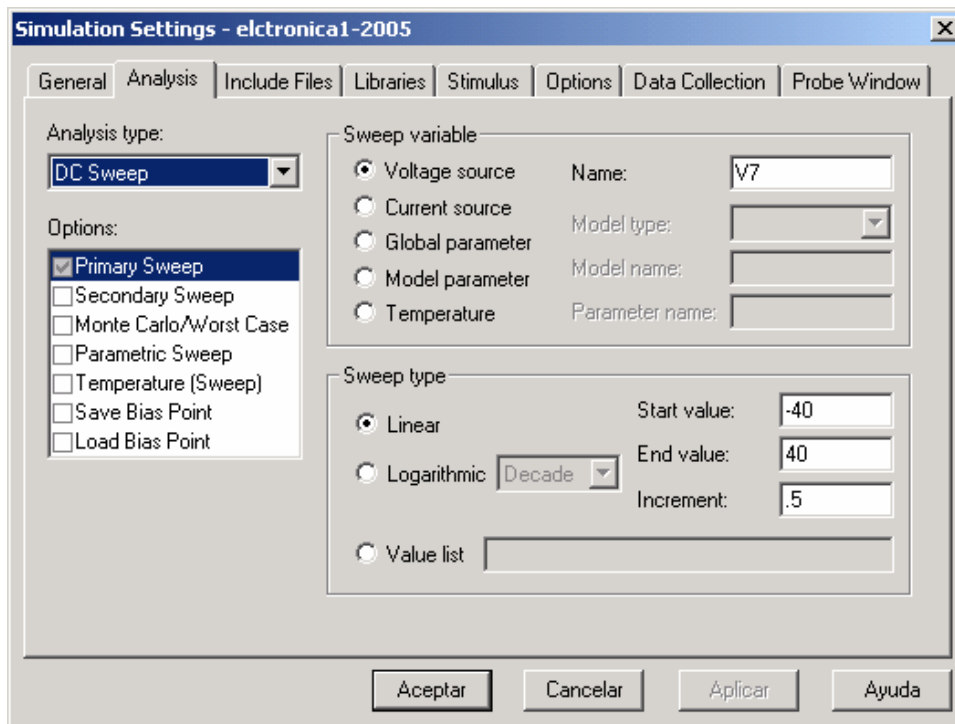 Simulation Settings - elctronica1-2005
General Analysis Include Files Libraries Stimulus Options Data Collection Probe Window
Analysis type:
DC Sweep
Options:
Primary Sweep
Secondary Sweep
Monte Carlo/Worst Case
Parametric Sweep
Temperature (Sweep)
Save Bias Point
Load Bias Point
Sweep variable
Voltage source
Current source
Global parameter
Model parameter
Temperature
Name: V7
Model type:
Model name:
Parameter name:
Sweep type
Linear
Logarithmic Decade
Value list
Start value: -40
End value: 40
Increment: .5
Aceptar Cancelar Aplicar Ayuda